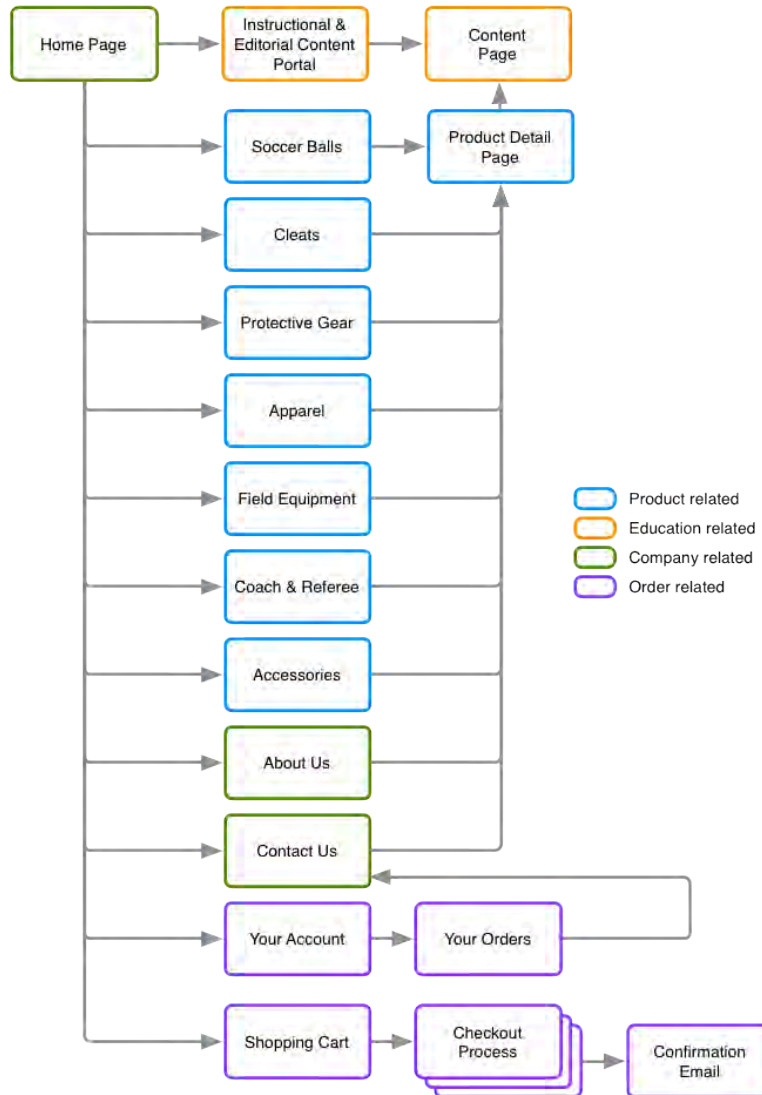 Home Page
Instructional &
Editorial Content
Portal
Content
Page
Soccer Balls
Product Detail
Page
Cleats
Protective Gear
Apparel
Field Equipment
Product related
Education related
Company related
Order related
Coach & Referee
Accessories
About Us
Contact Us
Your Account
Your Orders
Shopping Cart
Checkout
Process
Confirmation
Email